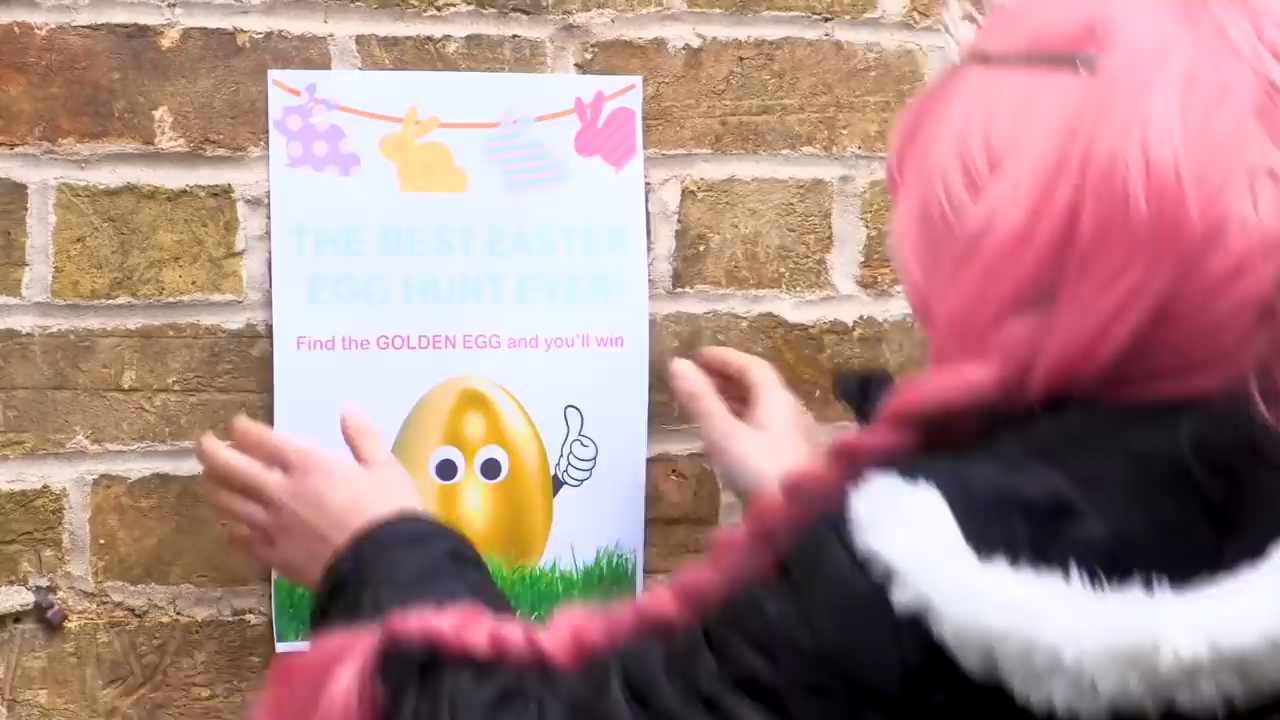 THE BEST EASTER
EGG HUNT EVER!
Find the GOLDEN EGG and you'll win